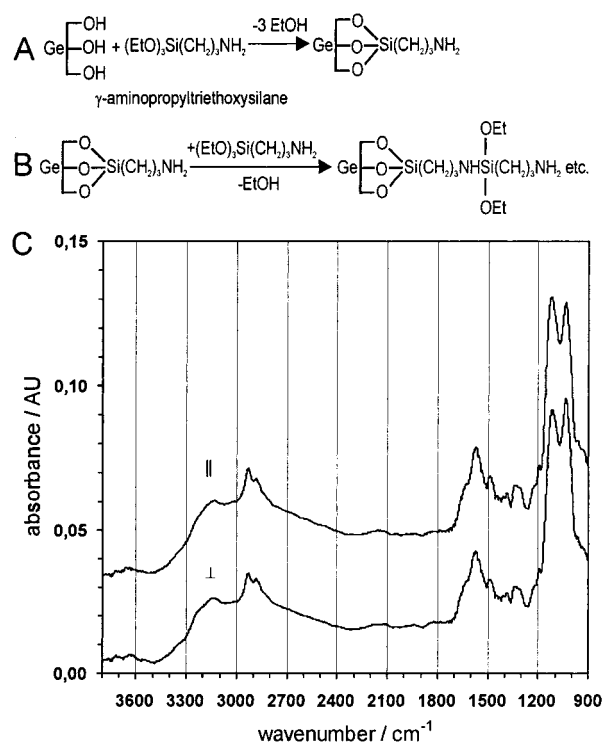 A
OH
-3 EtOH
Ge OH + (EtO)₃Si(CH₂)₃NH₂ Ge O Si(CH₂)₃NH₂
OH
O
O
γ-aminopropyltriethoxysilane
B
O
+(EtO)₃Si(CH₂)₃NH₂
OEt
Ge O Si(CH₂)₃NH₂ Ge O Si(CH₂)₃NHSi(CH₂)₃NH₂ etc.
O
-EtOH
O
O
OEt
C
0,15
0,10
0,05
0,00
absorbance / AU
||
⊥
3600 3300 3000 2700 2400 2100 1800 1500 1200 900
wavenumber / cm⁻¹